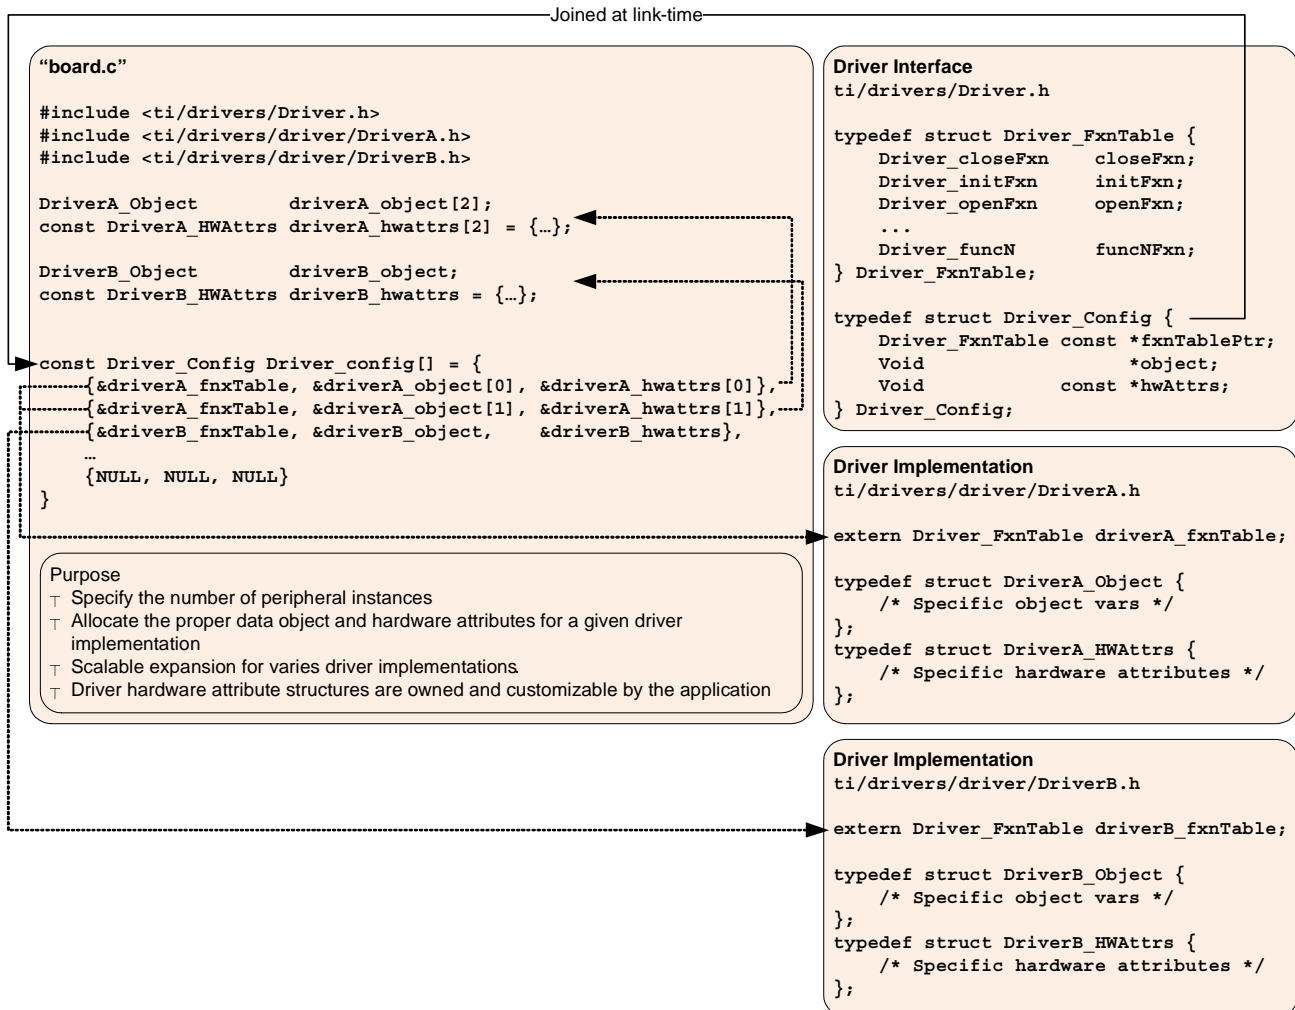 Joined at link-time
“board.c”
#include <ti/drivers/Driver.h>
#include <ti/drivers/driver/DriverA.h>
#include <ti/drivers/driver/DriverB.h>
DriverA_Object driverA_object[2];
const DriverA_HWAttrs driverA_hwattrs[2] = {…};
DriverB_Object driverB_object;
const DriverB_HWAttrs driverB_hwattrs = {…};
const Driver_Config Driver_config[] = {
{&driverA_fnxTable, &driverA_object[0], &driverA_hwattrs[0]},
{&driverA_fnxTable, &driverA_object[1], &driverA_hwattrs[1]},
{&driverB_fnxTable, &driverB_object, &driverB_hwattrs},
…
{NULL, NULL, NULL}
}
Purpose
┬ Specify the number of peripheral instances
┬ Allocate the proper data object and hardware attributes for a given driver
implementation
┬ Scalable expansion for varies driver implementations.
┬ Driver hardware attribute structures are owned and customizable by the application
Driver Interface
ti/drivers/Driver.h
typedef struct Driver_FxnTable {
Driver_closeFxn closeFxn;
Driver_initFxn initFxn;
Driver_openFxn openFxn;
...
Driver_funcN funcNFxn;
} Driver_FxnTable;
typedef struct Driver_Config {
Driver_FxnTable const *fxnTablePtr;
Void *object;
Void const *hwAttrs;
} Driver_Config;
Driver Implementation
ti/drivers/driver/DriverA.h
extern Driver_FxnTable driverA_fxnTable;
typedef struct DriverA_Object {
/* Specific object vars */
};
typedef struct DriverA_HWAttrs {
/* Specific hardware attributes */
};
Driver Implementation
ti/drivers/driver/DriverB.h
extern Driver_FxnTable driverB_fxnTable;
typedef struct DriverB_Object {
/* Specific object vars */
};
typedef struct DriverB_HWAttrs {
/* Specific hardware attributes */
};